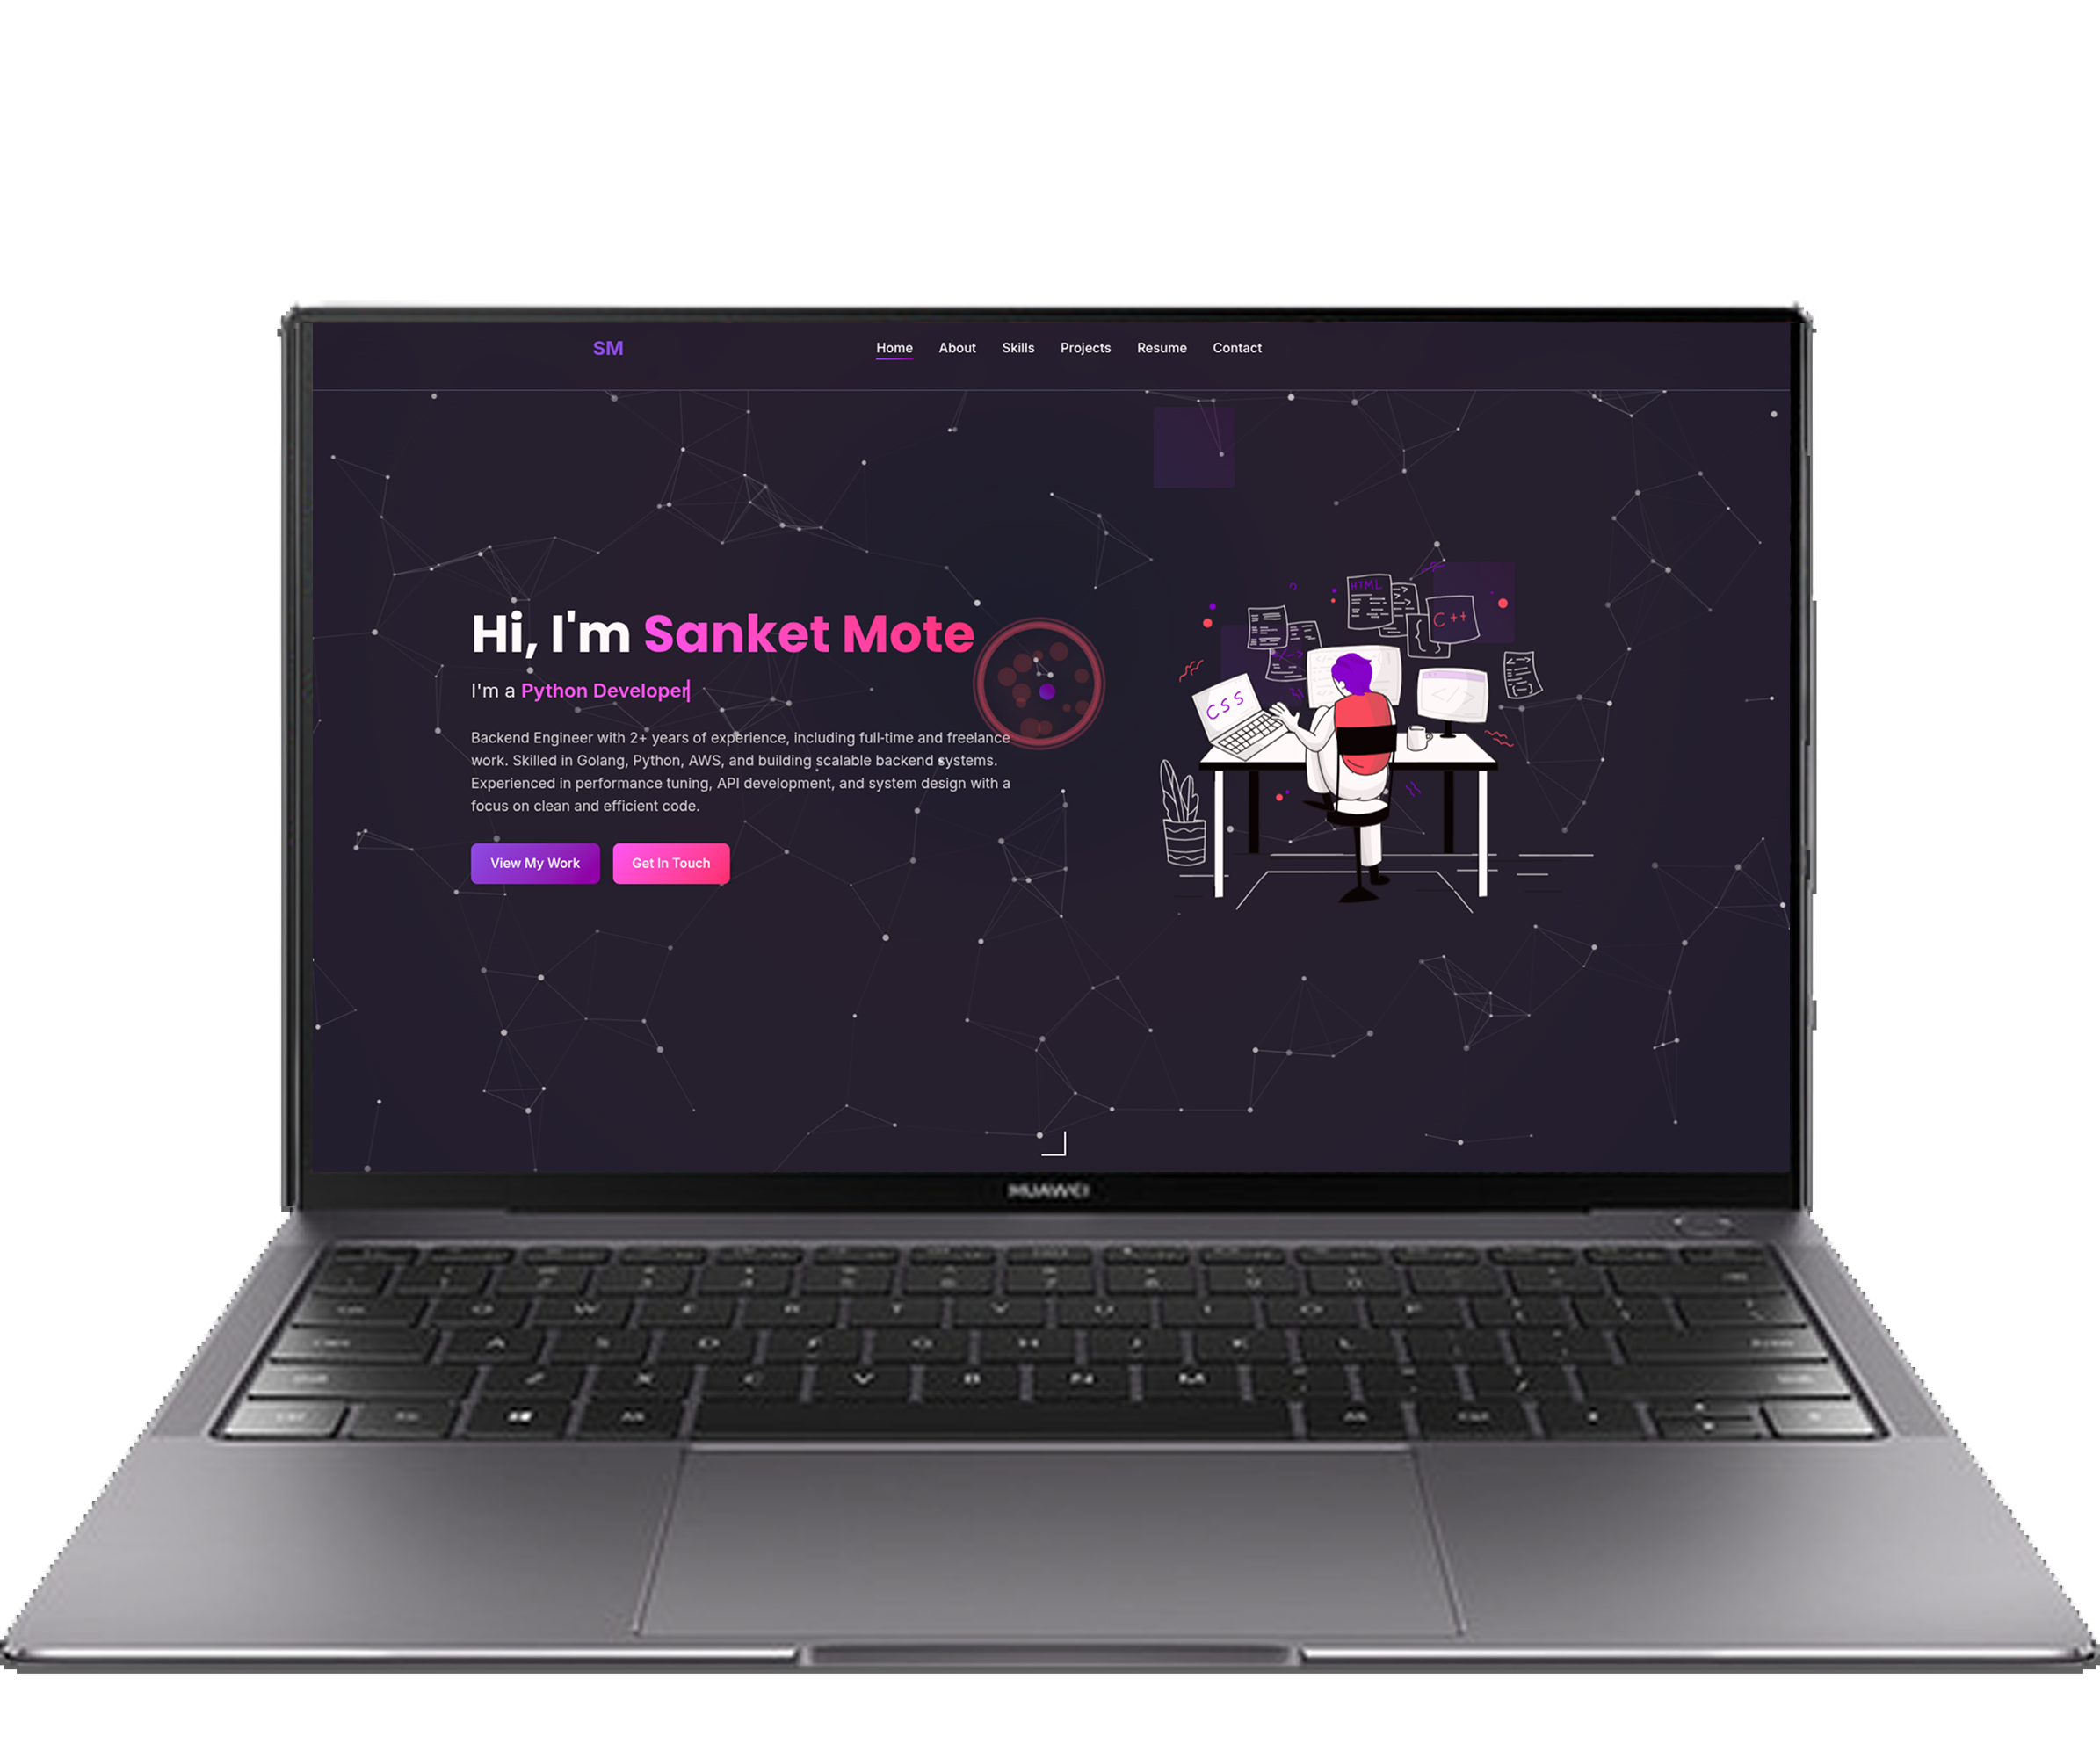 SM
Home About Skills Projects Resume Contact
Hi, I'm Sanket Mote
I'm a Python Developer
Backend Engineer with 2+ years of experience, including full-time and freelance
work. Skilled in Golang, Python, AWS, and building scalable backend systems.
Experienced in performance tuning, API development, and system design with a
focus on clean and efficient code.
View My Work Get In Touch
HTML
C++
CSS
</>
HUAWEI